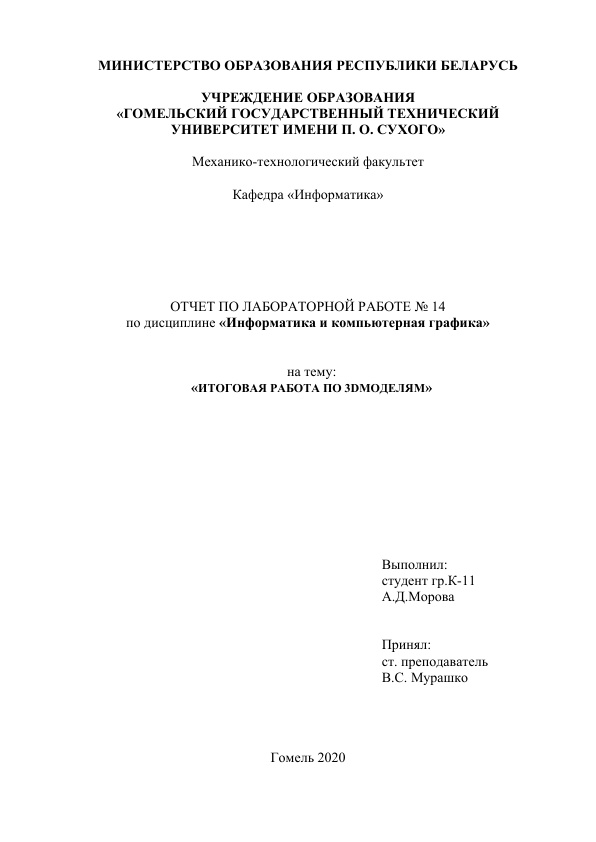 МИНИСТЕРСТВО ОБРАЗОВАНИЯ РЕСПУБЛИКИ БЕЛАРУСЬ
УЧРЕЖДЕНИЕ ОБРАЗОВАНИЯ
«ГОМЕЛЬСКИЙ ГОСУДАРСТВЕННЫЙ ТЕХНИЧЕСКИЙ
УНИВЕРСИТЕТ ИМЕНИ П. О. СУХОГО»
Механико-технологический факультет
Кафедра «Информатика»
ОТЧЕТ ПО ЛАБОРАТОРНОЙ РАБОТЕ № 14
по дисциплине «Информатика и компьютерная графика»
на тему:
«ИТОГОВАЯ РАБОТА ПО 3DМОДЕЛЯМ»
Выполнил:
студент гр.К-11
А.Д.Морова
Принял:
ст. преподаватель
В.С. Мурашко
Гомель 2020